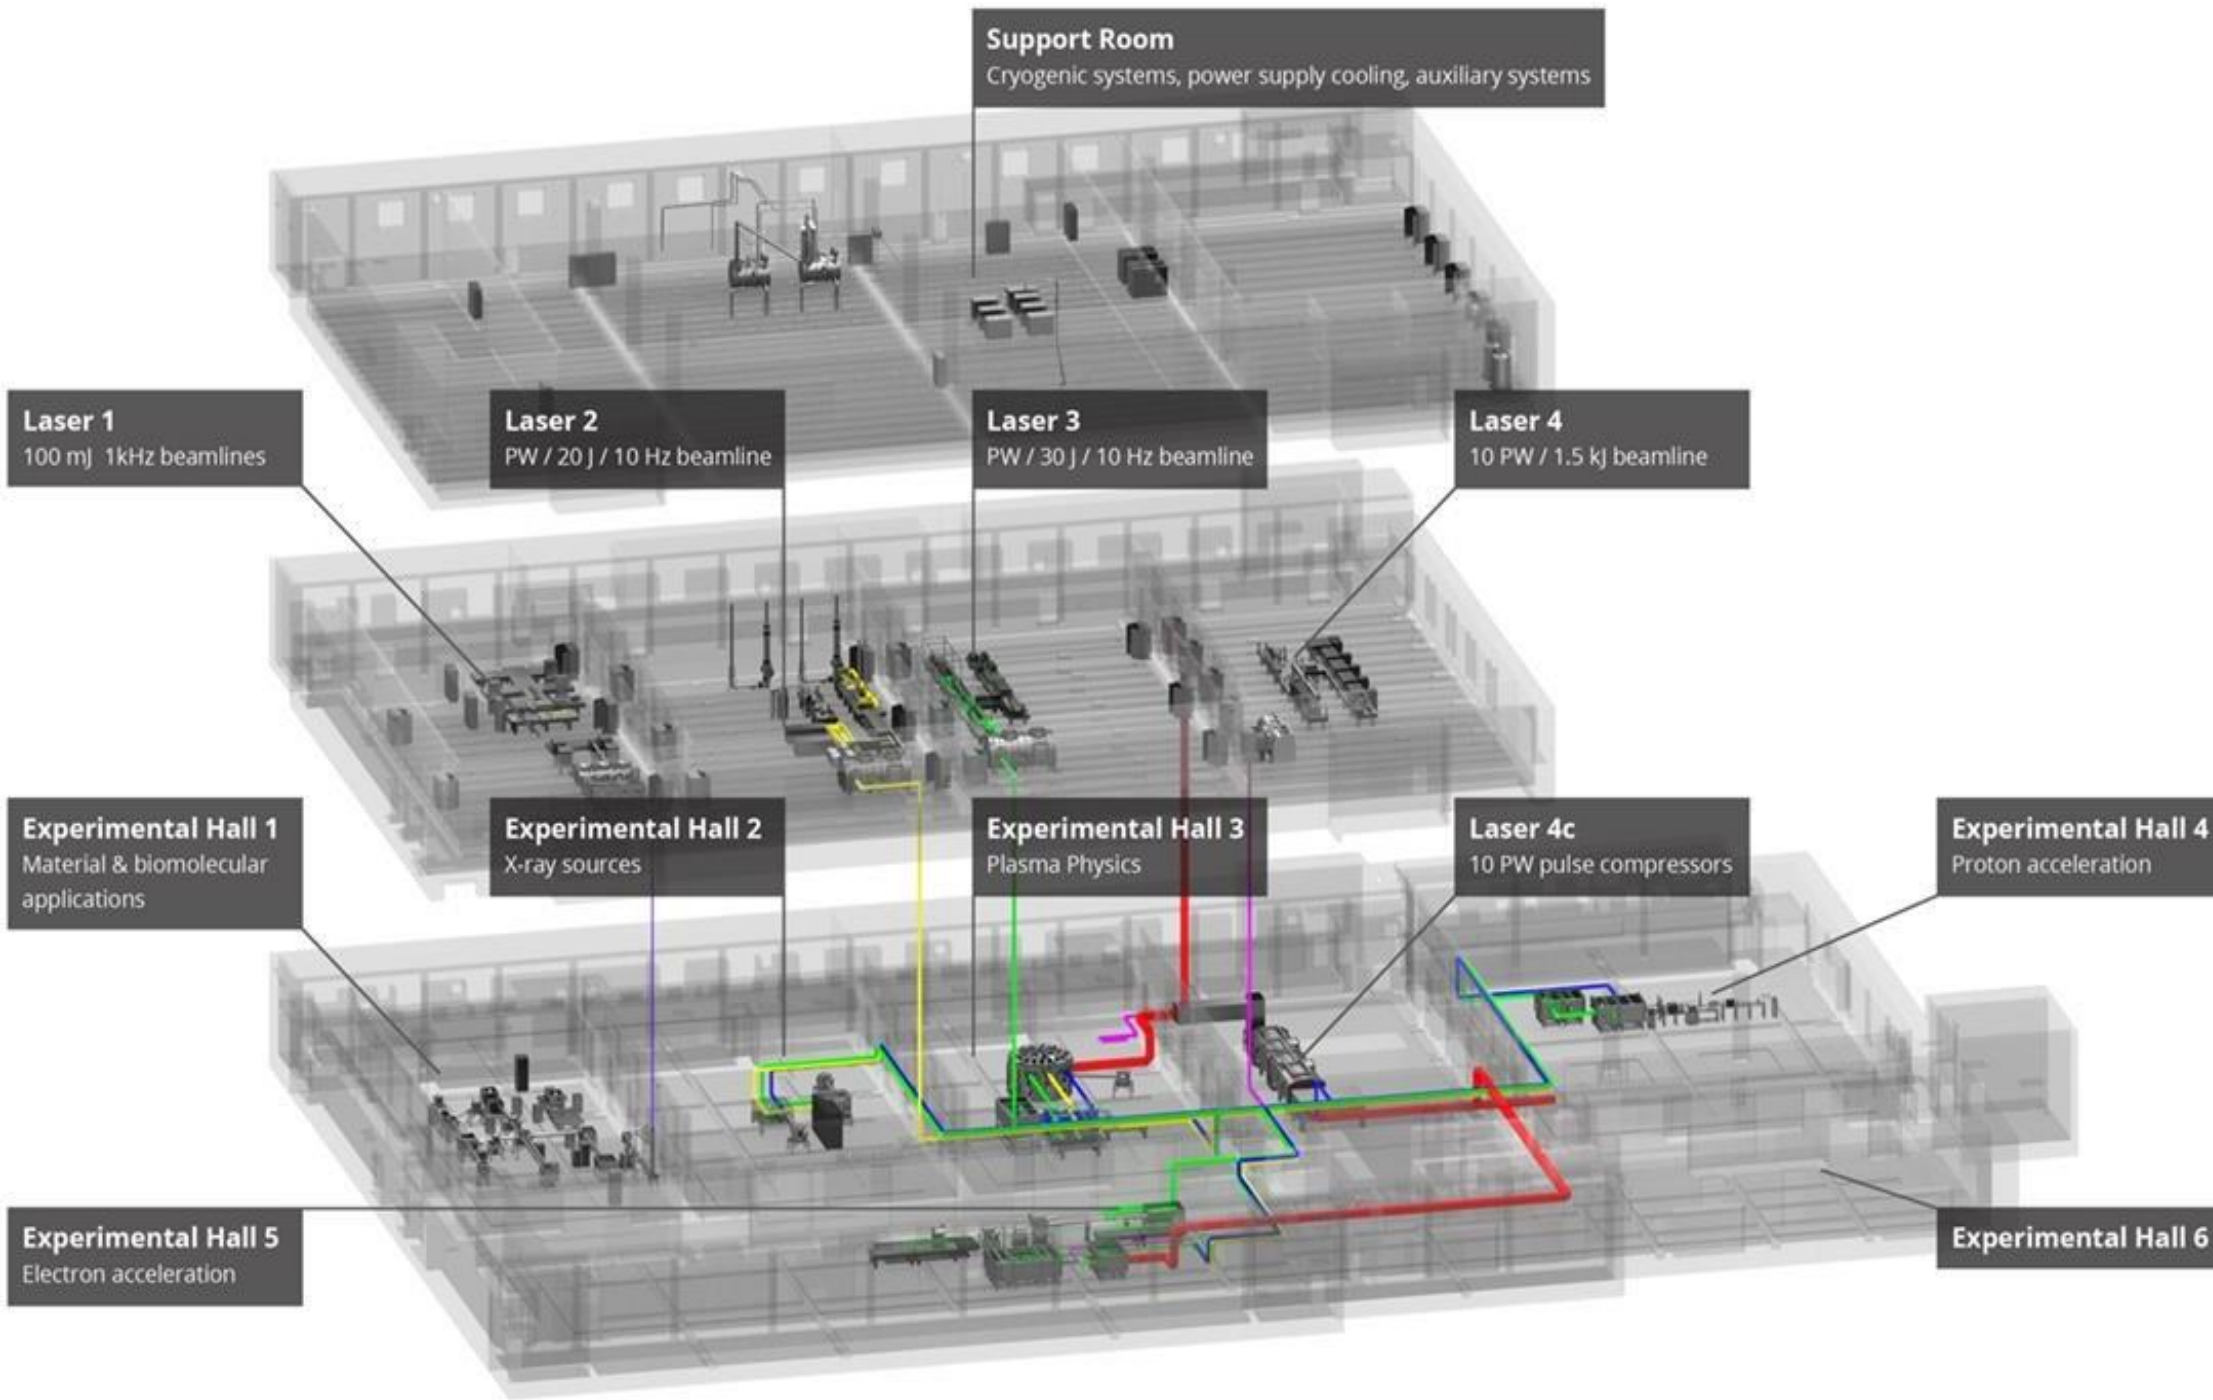 Support Room
Cryogenic systems, power supply cooling, auxiliary systems
Laser 1
100 mJ 1kHz beamlines
Laser 2
PW / 20 J / 10 Hz beamline
Laser 3
PW / 30 J / 10 Hz beamline
Laser 4
10 PW / 1.5 kJ beamline
Experimental Hall 1
Material & biomolecular
applications
Experimental Hall 2
X-ray sources
Experimental Hall 3
Plasma Physics
Laser 4c
10 PW pulse compressors
Experimental Hall 4
Proton acceleration
Experimental Hall 5
Electron acceleration
Experimental Hall 6